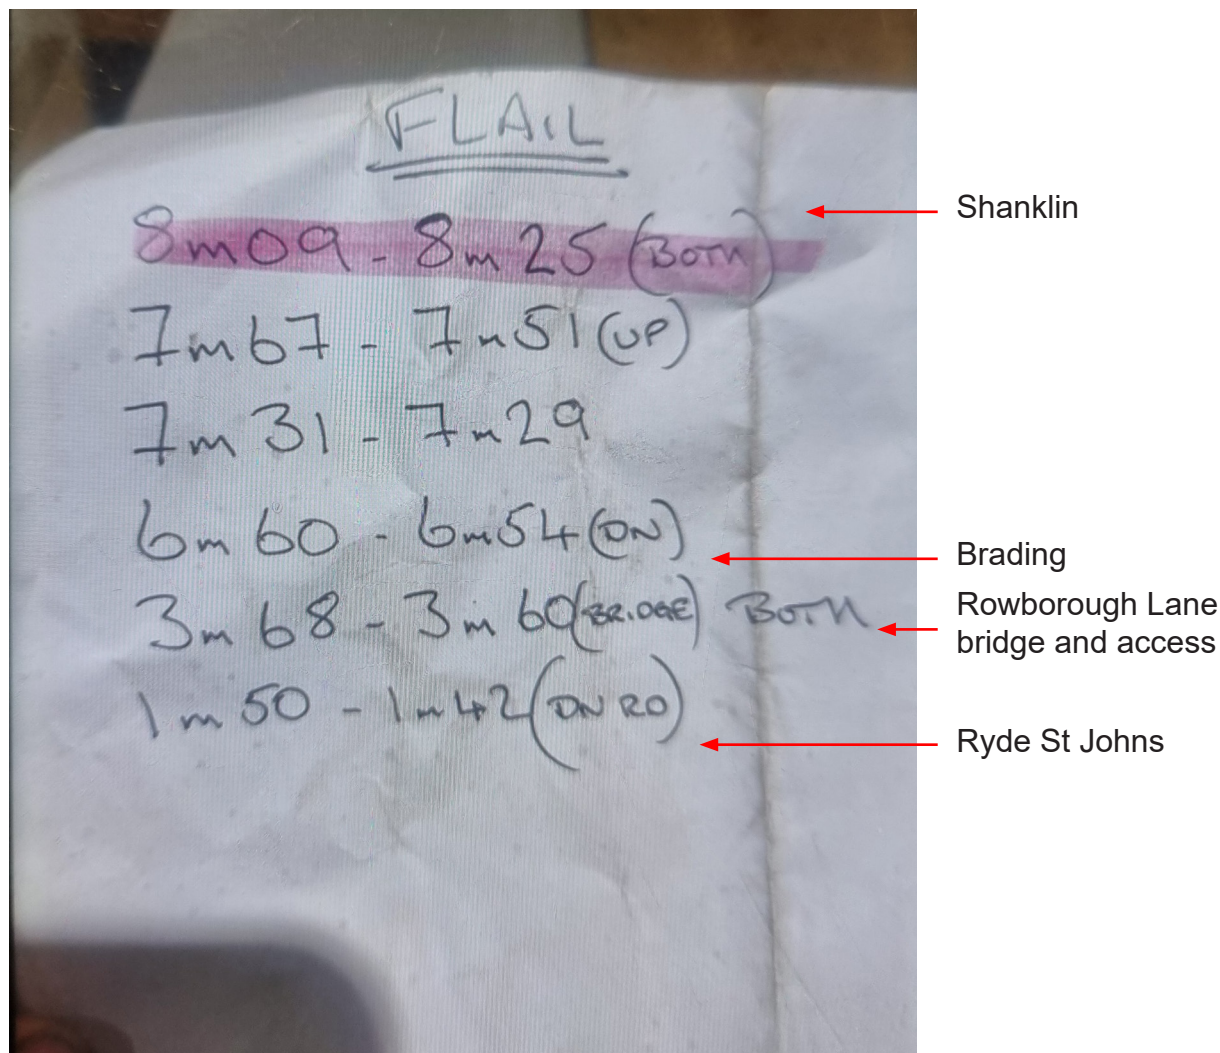 FLAIL
8m09 - 8m25 (BOTH)
Shanklin
7m67 - 7m51 (UP)
7m31 - 7m29
6m60 - 6m54 (DN)
Brading
3m68 - 3m60 (BRIDGE) BOTH
Rowborough Lane
bridge and access
1m50 - 1m42 (DN RD)
Ryde St Johns